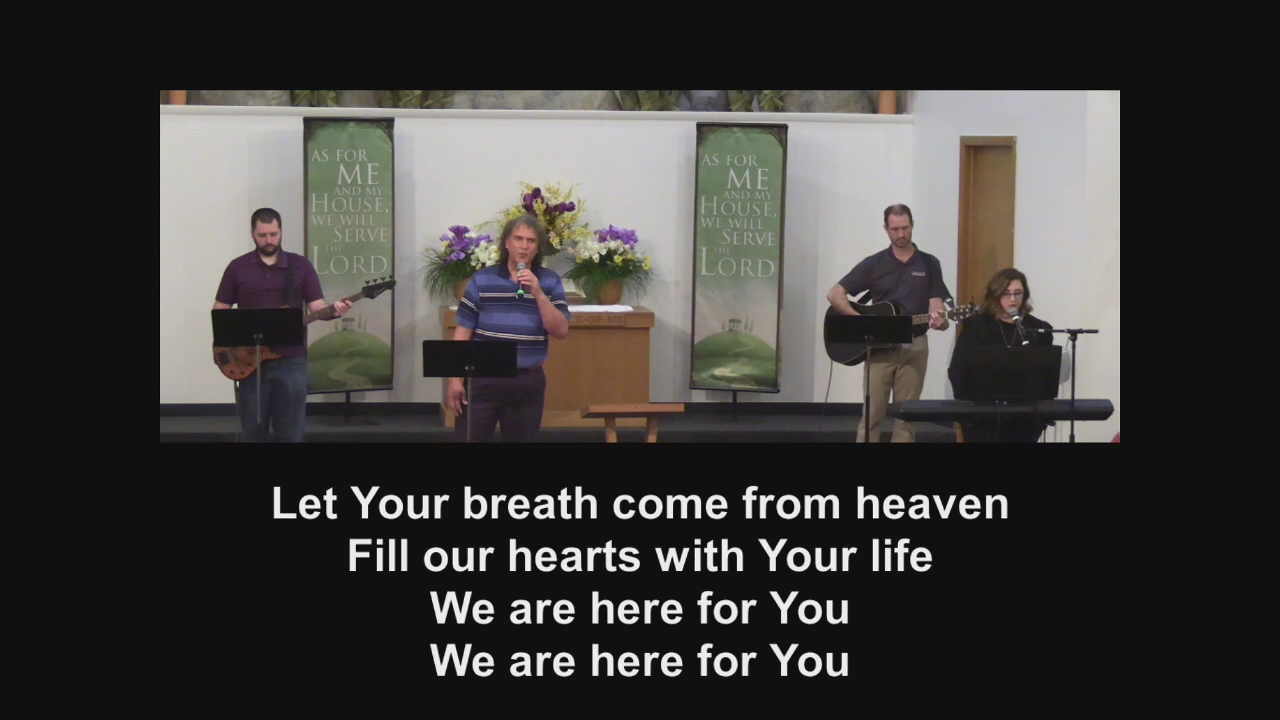 AS FOR
ME
AND MY
HOUSE,
WE WILL
SERVE
THE
LORD
AS FOR
ME
AND MY
HOUSE,
WE WILL
SERVE
THE
LORD
OF ME
Let Your breath come from heaven
Fill our hearts with Your life
We are here for You
We are here for You